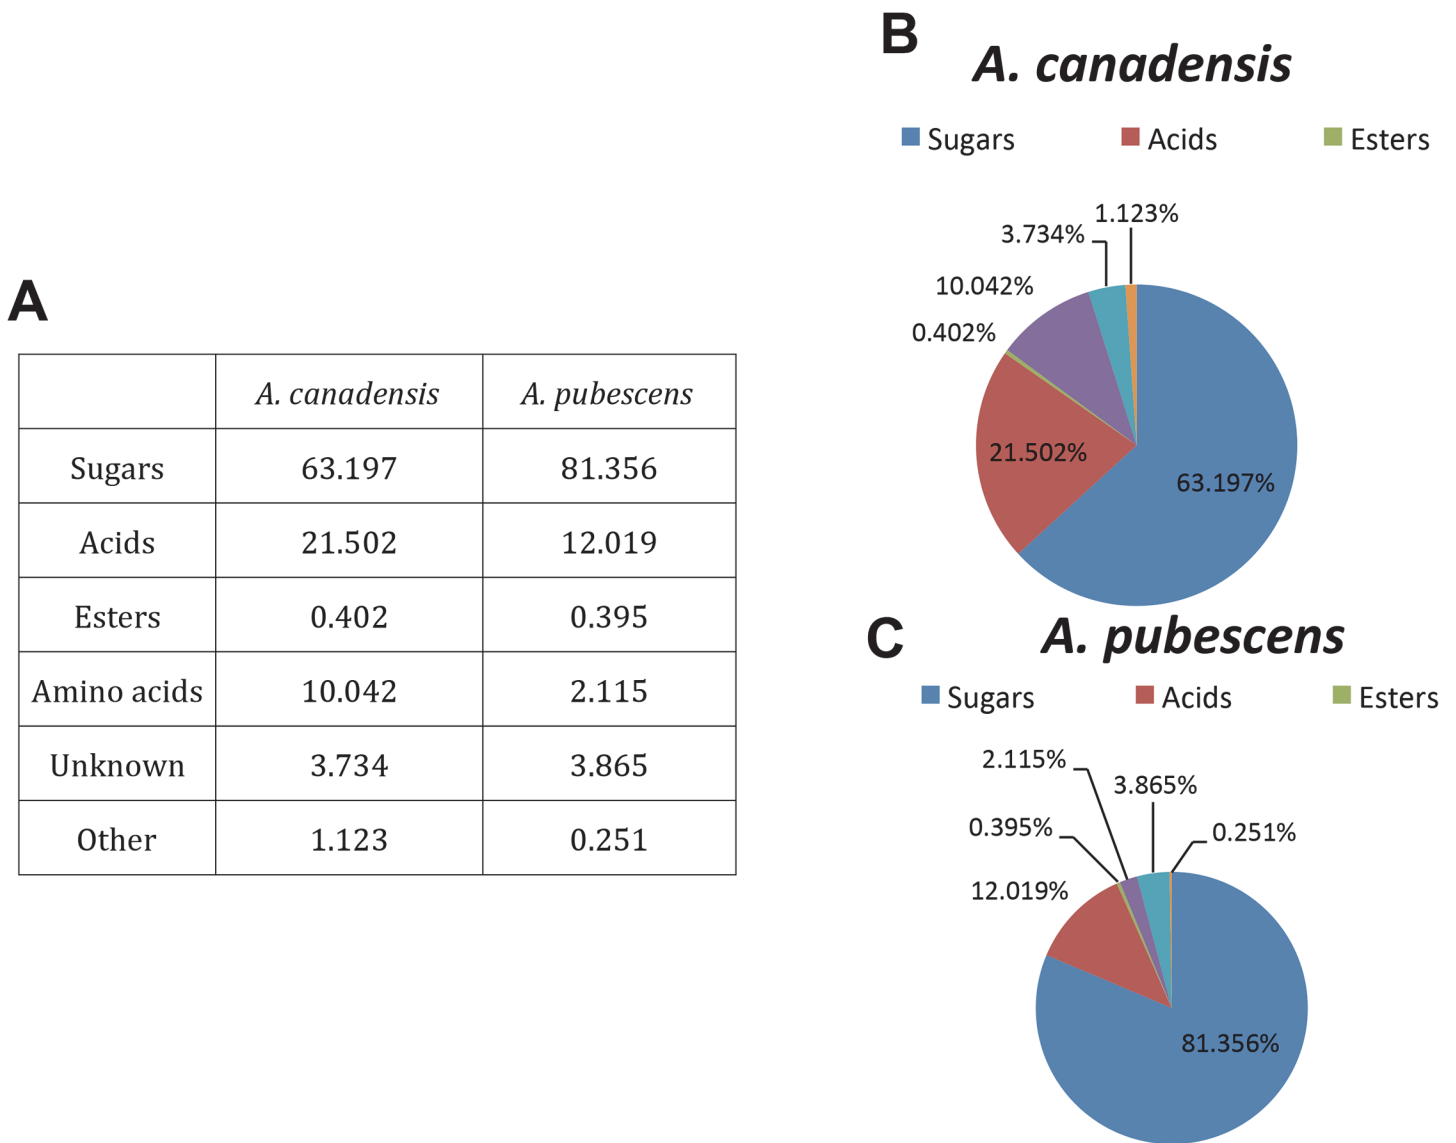 A
A. canadensis A. pubescens
Sugars 63.197 81.356
Acids 21.502 12.019
Esters 0.402 0.395
Amino acids 10.042 2.115
Unknown 3.734 3.865
Other 1.123 0.251
B
A. canadensis
Sugars Acids Esters
1.123%
3.734%
10.042%
0.402%
21.502%
63.197%
C
A. pubescens
Sugars Acids Esters
2.115%
3.865%
0.395%
0.251%
12.019%
81.356%